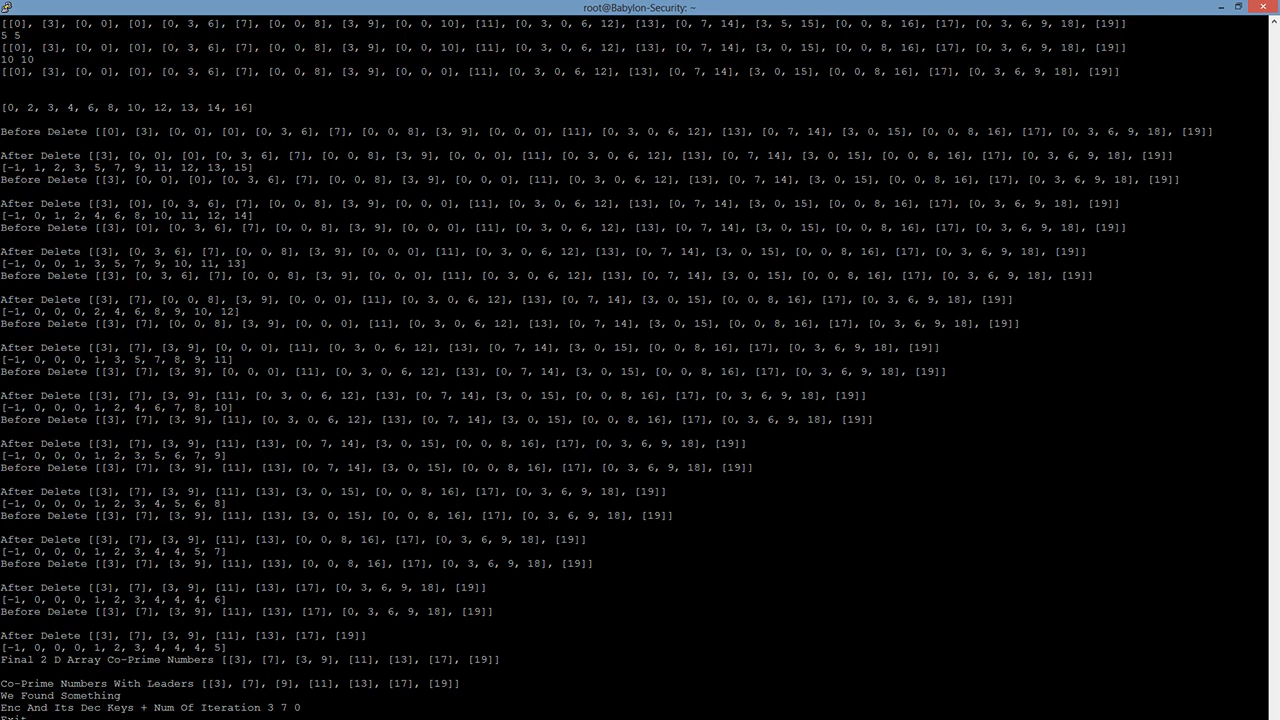 root@Babylon-Security: ~
[[0], [3], [0, 0], [0], [0, 3, 6], [7], [0, 0, 8], [3, 9], [0, 0, 10], [11], [0, 3, 0, 6, 12], [13], [0, 7, 14], [3, 5, 15], [0, 0, 8, 16], [17], [0, 3, 6, 9, 18], [19]]
5 5
[[0], [3], [0, 0], [0], [0, 3, 6], [7], [0, 0, 8], [3, 9], [0, 0, 10], [11], [0, 3, 0, 6, 12], [13], [0, 7, 14], [3, 0, 15], [0, 0, 8, 16], [17], [0, 3, 6, 9, 18], [19]]
10 10
[[0], [3], [0, 0], [0], [0, 3, 6], [7], [0, 0, 8], [3, 9], [0, 0, 0], [11], [0, 3, 0, 6, 12], [13], [0, 7, 14], [3, 0, 15], [0, 0, 8, 16], [17], [0, 3, 6, 9, 18], [19]]
[0, 2, 3, 4, 6, 8, 10, 12, 13, 14, 16]
Before Delete [[0], [3], [0, 0], [0], [0, 3, 6], [7], [0, 0, 8], [3, 9], [0, 0, 0], [11], [0, 3, 0, 6, 12], [13], [0, 7, 14], [3, 0, 15], [0, 0, 8, 16], [17], [0, 3, 6, 9, 18], [19]]
After Delete [[3], [0, 0], [0], [0, 3, 6], [7], [0, 0, 8], [3, 9], [0, 0, 0], [11], [0, 3, 0, 6, 12], [13], [0, 7, 14], [3, 0, 15], [0, 0, 8, 16], [17], [0, 3, 6, 9, 18], [19]]
[-1, 1, 2, 3, 5, 7, 9, 11, 12, 13, 15]
Before Delete [[3], [0, 0], [0], [0, 3, 6], [7], [0, 0, 8], [3, 9], [0, 0, 0], [11], [0, 3, 0, 6, 12], [13], [0, 7, 14], [3, 0, 15], [0, 0, 8, 16], [17], [0, 3, 6, 9, 18], [19]]
After Delete [[3], [0], [0, 3, 6], [7], [0, 0, 8], [3, 9], [0, 0, 0], [11], [0, 3, 0, 6, 12], [13], [0, 7, 14], [3, 0, 15], [0, 0, 8, 16], [17], [0, 3, 6, 9, 18], [19]]
[-1, 0, 1, 2, 4, 6, 8, 10, 11, 12, 14]
Before Delete [[3], [0], [0, 3, 6], [7], [0, 0, 8], [3, 9], [0, 0, 0], [11], [0, 3, 0, 6, 12], [13], [0, 7, 14], [3, 0, 15], [0, 0, 8, 16], [17], [0, 3, 6, 9, 18], [19]]
After Delete [[3], [0, 3, 6], [7], [0, 0, 8], [3, 9], [0, 0, 0], [11], [0, 3, 0, 6, 12], [13], [0, 7, 14], [3, 0, 15], [0, 0, 8, 16], [17], [0, 3, 6, 9, 18], [19]]
[-1, 0, 0, 1, 3, 5, 7, 9, 10, 11, 13]
Before Delete [[3], [0, 3, 6], [7], [0, 0, 8], [3, 9], [0, 0, 0], [11], [0, 3, 0, 6, 12], [13], [0, 7, 14], [3, 0, 15], [0, 0, 8, 16], [17], [0, 3, 6, 9, 18], [19]]
After Delete [[3], [7], [0, 0, 8], [3, 9], [0, 0, 0], [11], [0, 3, 0, 6, 12], [13], [0, 7, 14], [3, 0, 15], [0, 0, 8, 16], [17], [0, 3, 6, 9, 18], [19]]
[-1, 0, 0, 0, 2, 4, 6, 8, 9, 10, 12]
Before Delete [[3], [7], [0, 0, 8], [3, 9], [0, 0, 0], [11], [0, 3, 0, 6, 12], [13], [0, 7, 14], [3, 0, 15], [0, 0, 8, 16], [17], [0, 3, 6, 9, 18], [19]]
After Delete [[3], [7], [3, 9], [0, 0, 0], [11], [0, 3, 0, 6, 12], [13], [0, 7, 14], [3, 0, 15], [0, 0, 8, 16], [17], [0, 3, 6, 9, 18], [19]]
[-1, 0, 0, 0, 1, 3, 5, 7, 8, 9, 11]
Before Delete [[3], [7], [3, 9], [0, 0, 0], [11], [0, 3, 0, 6, 12], [13], [0, 7, 14], [3, 0, 15], [0, 0, 8, 16], [17], [0, 3, 6, 9, 18], [19]]
After Delete [[3], [7], [3, 9], [11], [0, 3, 0, 6, 12], [13], [0, 7, 14], [3, 0, 15], [0, 0, 8, 16], [17], [0, 3, 6, 9, 18], [19]]
[-1, 0, 0, 0, 1, 2, 4, 6, 7, 8, 10]
Before Delete [[3], [7], [3, 9], [11], [0, 3, 0, 6, 12], [13], [0, 7, 14], [3, 0, 15], [0, 0, 8, 16], [17], [0, 3, 6, 9, 18], [19]]
After Delete [[3], [7], [3, 9], [11], [13], [0, 7, 14], [3, 0, 15], [0, 0, 8, 16], [17], [0, 3, 6, 9, 18], [19]]
[-1, 0, 0, 0, 1, 2, 3, 5, 6, 7, 9]
Before Delete [[3], [7], [3, 9], [11], [13], [0, 7, 14], [3, 0, 15], [0, 0, 8, 16], [17], [0, 3, 6, 9, 18], [19]]
After Delete [[3], [7], [3, 9], [11], [13], [3, 0, 15], [0, 0, 8, 16], [17], [0, 3, 6, 9, 18], [19]]
[-1, 0, 0, 0, 1, 2, 3, 4, 5, 6, 8]
Before Delete [[3], [7], [3, 9], [11], [13], [3, 0, 15], [0, 0, 8, 16], [17], [0, 3, 6, 9, 18], [19]]
After Delete [[3], [7], [3, 9], [11], [13], [0, 0, 8, 16], [17], [0, 3, 6, 9, 18], [19]]
[-1, 0, 0, 0, 1, 2, 3, 4, 4, 5, 7]
Before Delete [[3], [7], [3, 9], [11], [13], [0, 0, 8, 16], [17], [0, 3, 6, 9, 18], [19]]
After Delete [[3], [7], [3, 9], [11], [13], [17], [0, 3, 6, 9, 18], [19]]
[-1, 0, 0, 0, 1, 2, 3, 4, 4, 4, 6]
Before Delete [[3], [7], [3, 9], [11], [13], [17], [0, 3, 6, 9, 18], [19]]
After Delete [[3], [7], [3, 9], [11], [13], [17], [19]]
[-1, 0, 0, 0, 1, 2, 3, 4, 4, 4, 5]
Final 2 D Array Co-Prime Numbers [[3], [7], [3, 9], [11], [13], [17], [19]]
Co-Prime Numbers With Leaders [[3], [7], [9], [11], [13], [17], [19]]
We Found Something
Enc And Its Dec Keys + Num Of Iteration 3 7 0
Exit